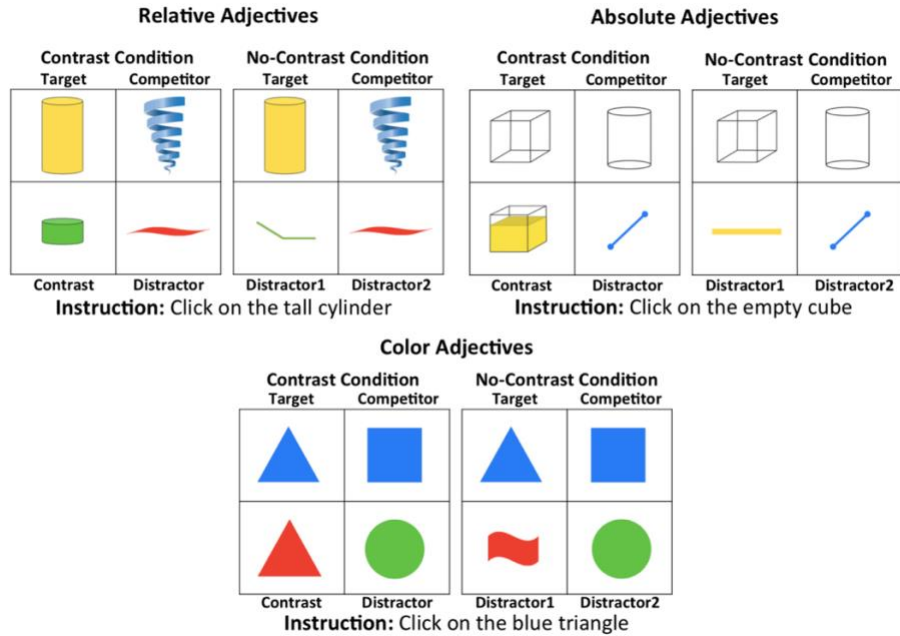 Relative Adjectives
Contrast Condition
Target Competitor
Contrast Distractor
No-Contrast Condition
Target Competitor
Distractor1 Distractor2
Instruction: Click on the tall cylinder
Absolute Adjectives
Contrast Condition
Target Competitor
Contrast Distractor
No-Contrast Condition
Target Competitor
Distractor1 Distractor2
Instruction: Click on the empty cube
Color Adjectives
Contrast Condition
Target Competitor
Contrast Distractor
No-Contrast Condition
Target Competitor
Distractor1 Distractor2
Instruction: Click on the blue triangle